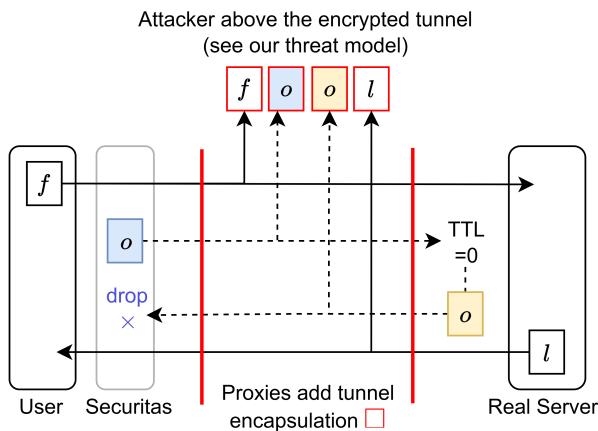 Attacker above the encrypted tunnel
(see our threat model)
f o o l
f
o
TTL
=0
drop
×
o
l
Proxies add tunnel
encapsulation
User Securitas Real Server